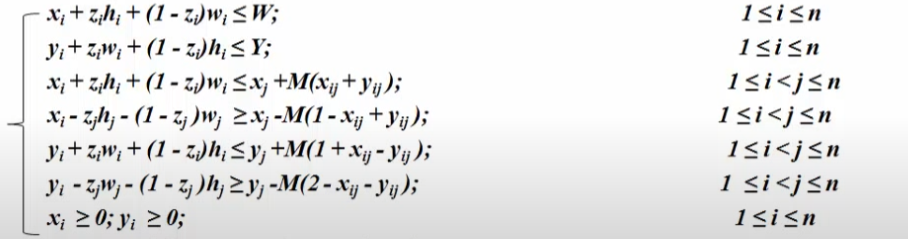 xᵢ + zᵢhᵢ + (1 - zᵢ)wᵢ ≤ W; 1 ≤ i ≤ n
yᵢ + zᵢwᵢ + (1 - zᵢ)hᵢ ≤ Y; 1 ≤ i ≤ n
xᵢ + zᵢhᵢ + (1 - zᵢ)wᵢ ≤ xⱼ + M(xᵢⱼ + yᵢⱼ); 1 ≤ i < j ≤ n
xᵢ - zⱼhⱼ - (1 - zⱼ)wⱼ ≥ xⱼ - M(1 - xᵢⱼ + yᵢⱼ); 1 ≤ i < j ≤ n
yᵢ + zᵢwᵢ + (1 - zᵢ)hᵢ ≤ yⱼ + M(1 + xᵢⱼ - yᵢⱼ); 1 ≤ i < j ≤ n
yᵢ - zⱼwⱼ - (1 - zⱼ)hⱼ ≥ yⱼ - M(2 - xᵢⱼ - yᵢⱼ); 1 ≤ i < j ≤ n
xᵢ ≥ 0; yᵢ ≥ 0; 1 ≤ i ≤ n